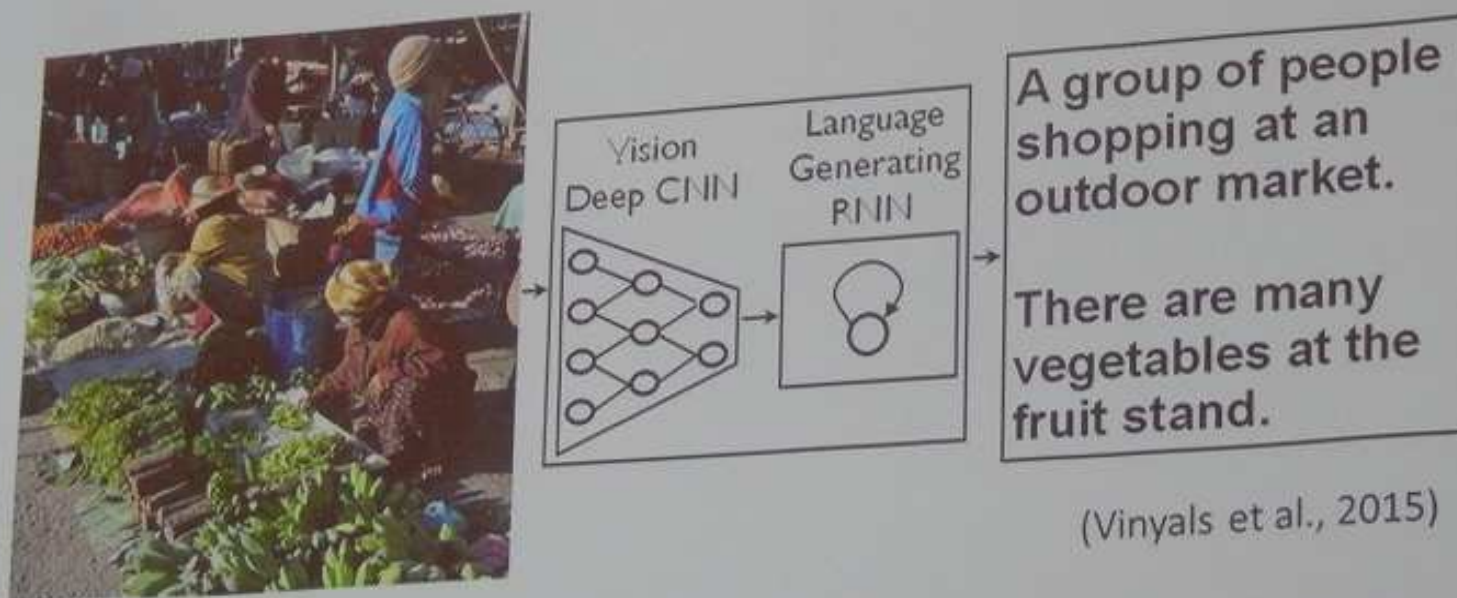 Vision
Deep CNN
Language
Generating
RNN
A group of people
shopping at an
outdoor market.
There are many
vegetables at the
fruit stand.
(Vinyals et al., 2015)